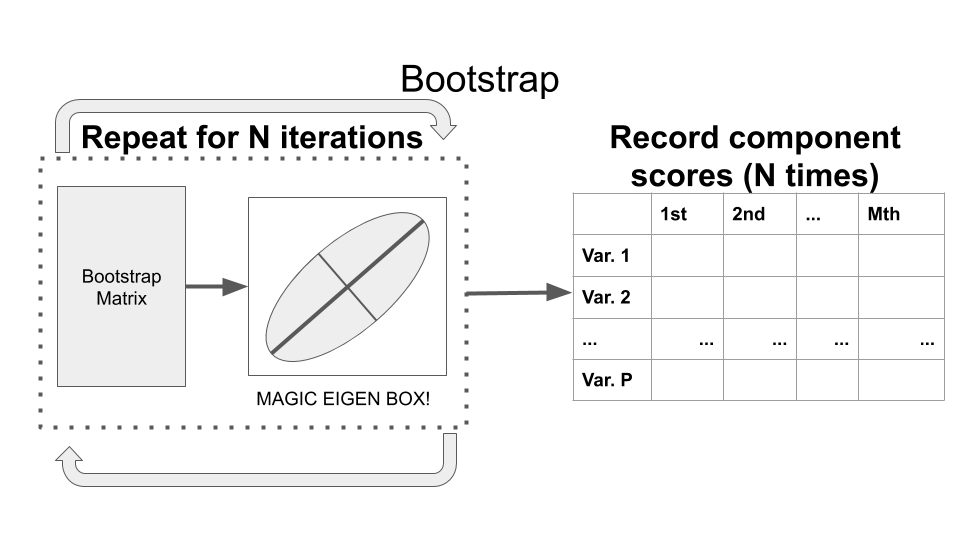 Bootstrap
Repeat for N iterations
Bootstrap
Matrix
MAGIC EIGEN BOX!
Record component
scores (N times)
1st 2nd ... Mth
Var. 1
Var. 2
... ... ... ... ...
Var. P